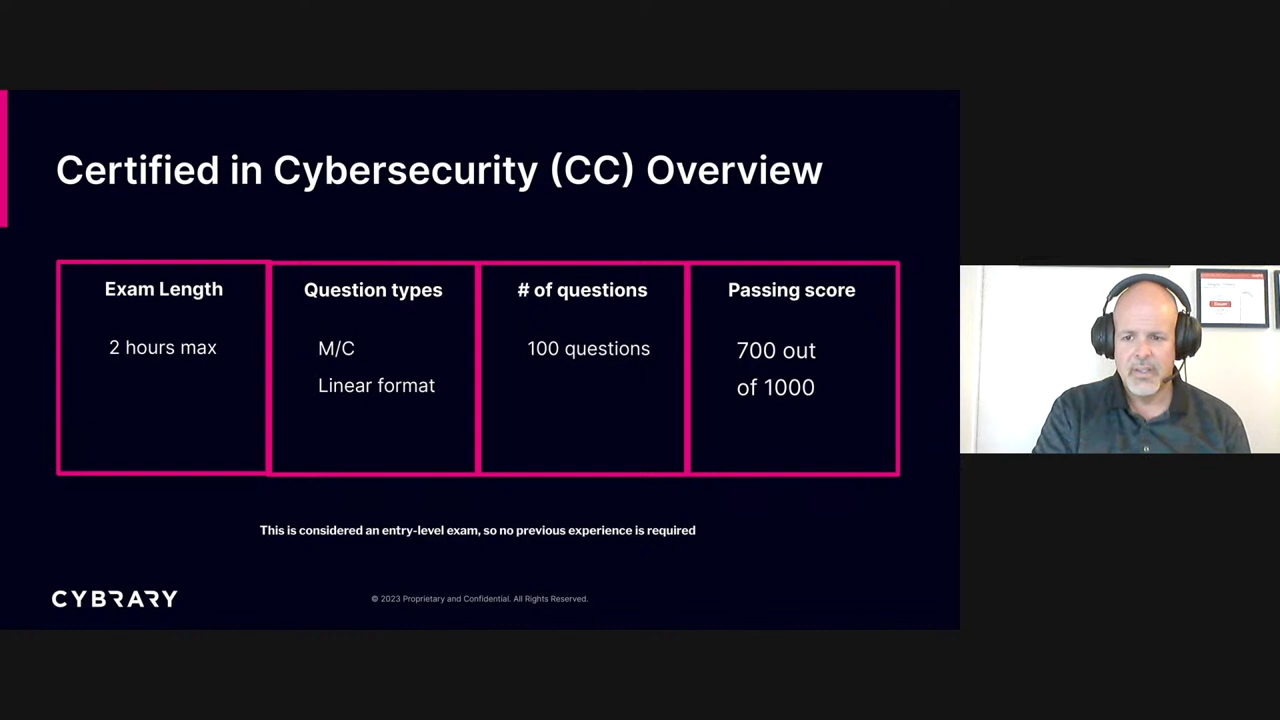 Certified in Cybersecurity (CC) Overview
Exam Length
2 hours max
Question types
M/C
Linear format
# of questions
100 questions
Passing score
700 out
of 1000
This is considered an entry-level exam, so no previous experience is required
CYBRARY
© 2023 Proprietary and Confidential. All Rights Reserved.